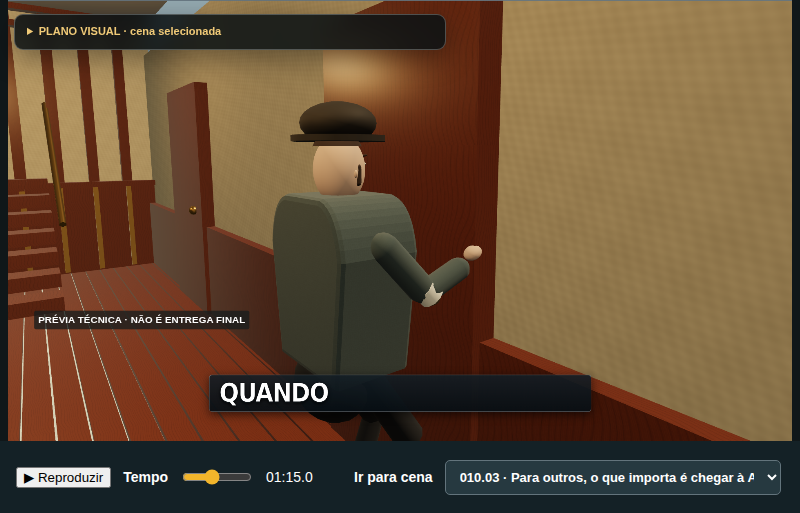 ▶ PLANO VISUAL · cena selecionada
PRÉVIA TÉCNICA · NÃO É ENTREGA FINAL
QUANDO
▶ Reproduzir Tempo 01:15.0 Ir para cena 010.03 · Para outros, o que importa é chegar à